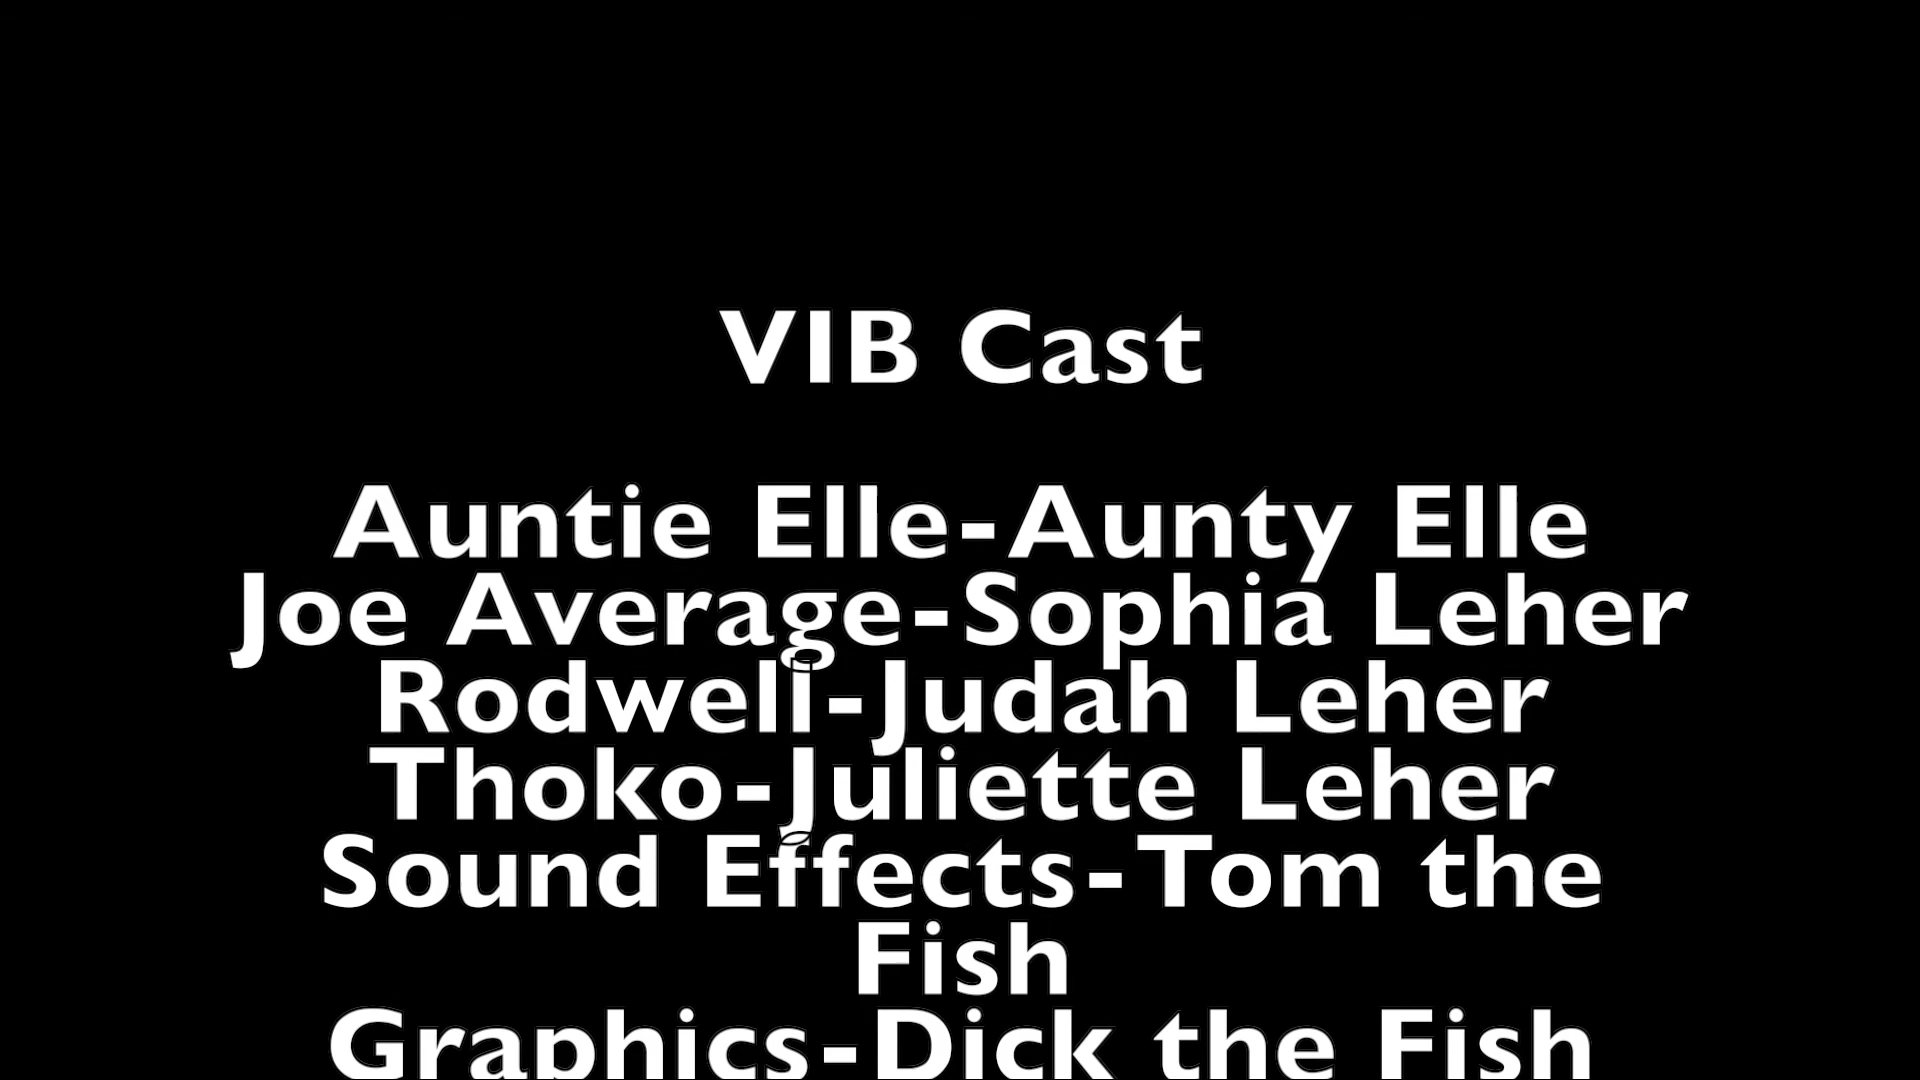 VIB Cast
Auntie Elle-Aunty Elle
Joe Average-Sophia Leher
Rodwell-Judah Leher
Thoko-Juliette Leher
Sound Effects-Tom the
Fish
Graphics-Dick the Fish